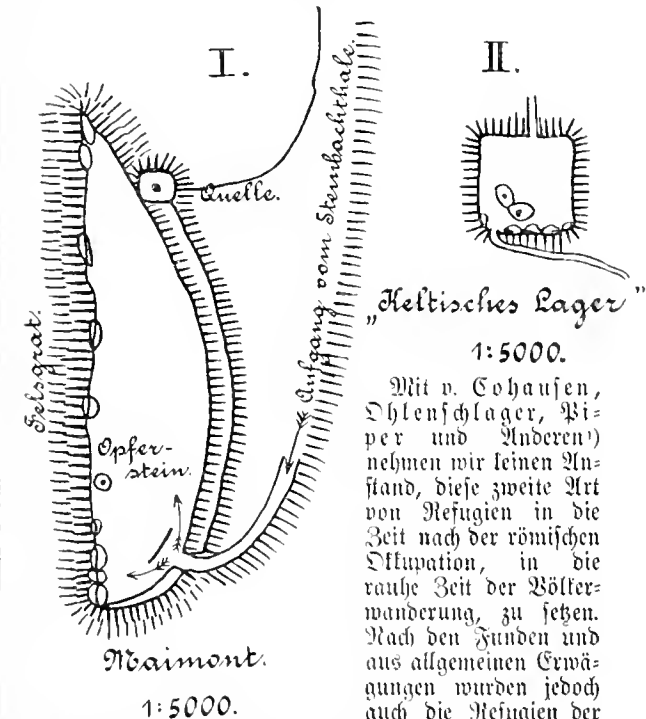 I.
II.
Quelle.
Aufgang vom Steinbachthale.
Felsgrat.
Opfer-
stein.
Maimont.
1:5000.
„Keltisches Lager"
1:5000.
Mit v. Cohausen,
Ohlenschlager, Pi=
per und Anderen¹)
nehmen wir keinen An=
stand, diese zweite Art
von Refugien in die
Zeit nach der römischen
Okkupation, in die
rauhe Zeit der Völker=
wanderung, zu setzen.
Nach den Funden und
aus allgemeinen Erwä=
gungen wurden jedoch
auch die Refugien der